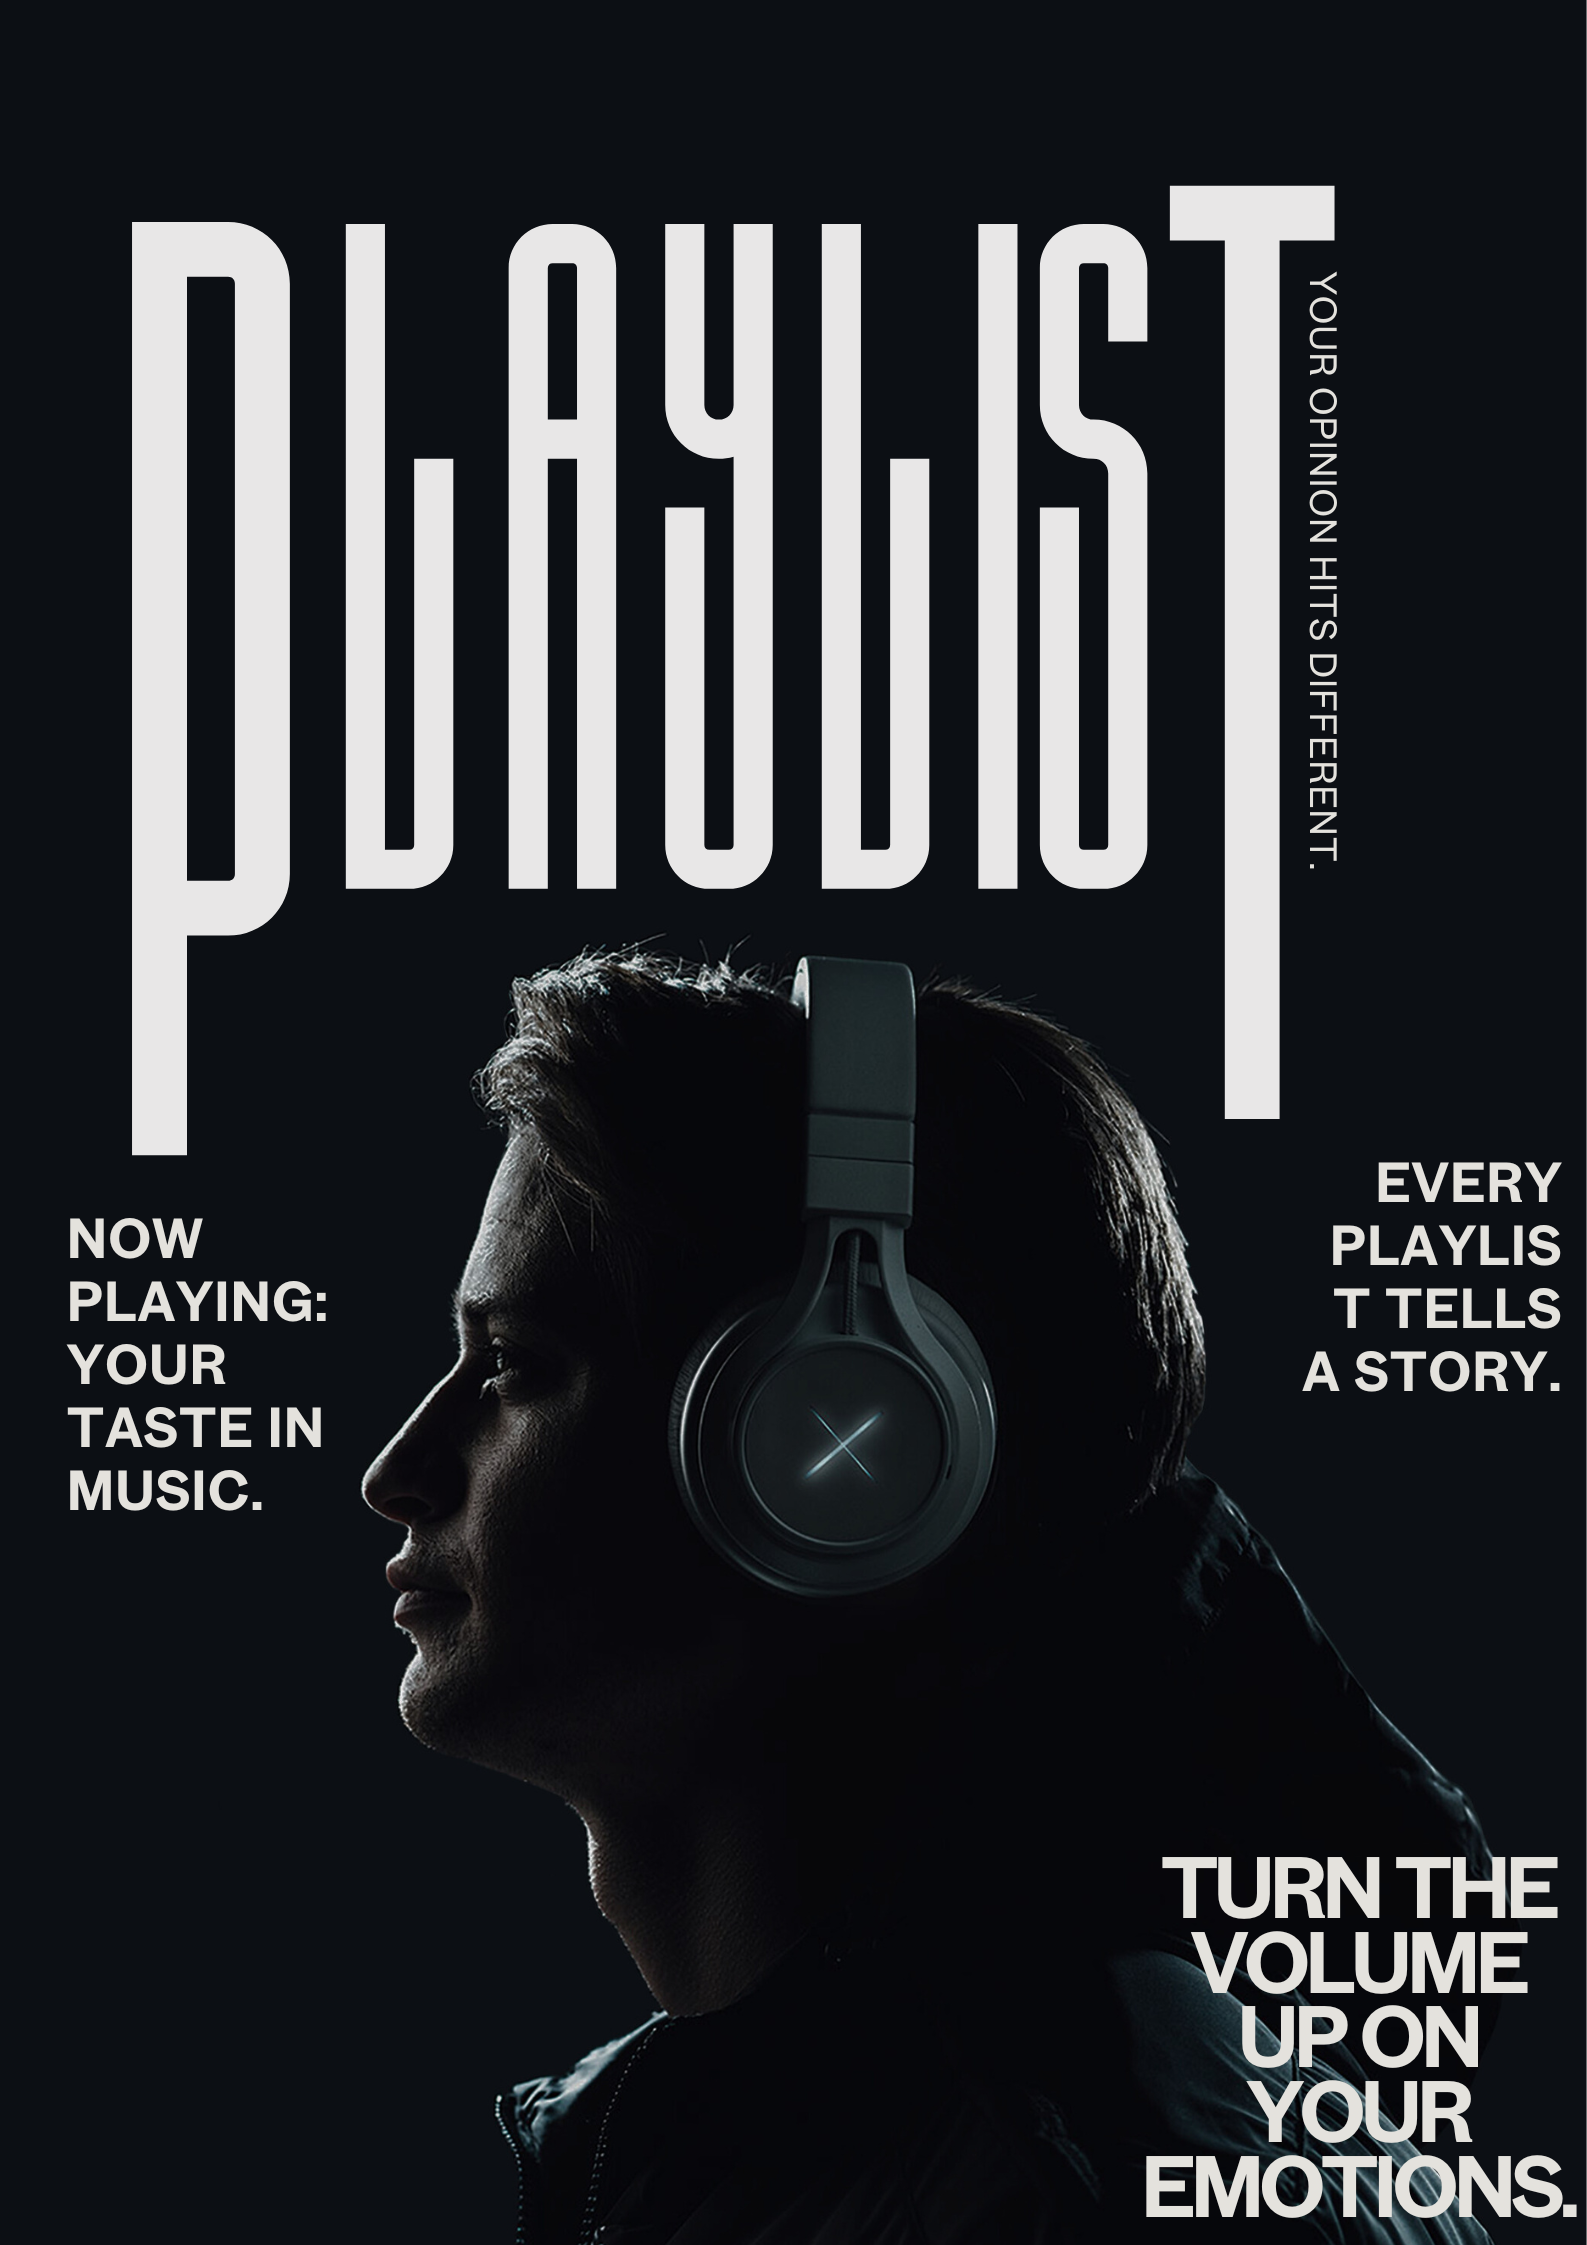 PLAYLIST
YOUR OPINION HITS DIFFERENT.
NOW
PLAYING:
YOUR
TASTE IN
MUSIC.
EVERY
PLAYLIS
T TELLS
A STORY.
TURN THE
VOLUME
UP ON
YOUR
EMOTIONS.